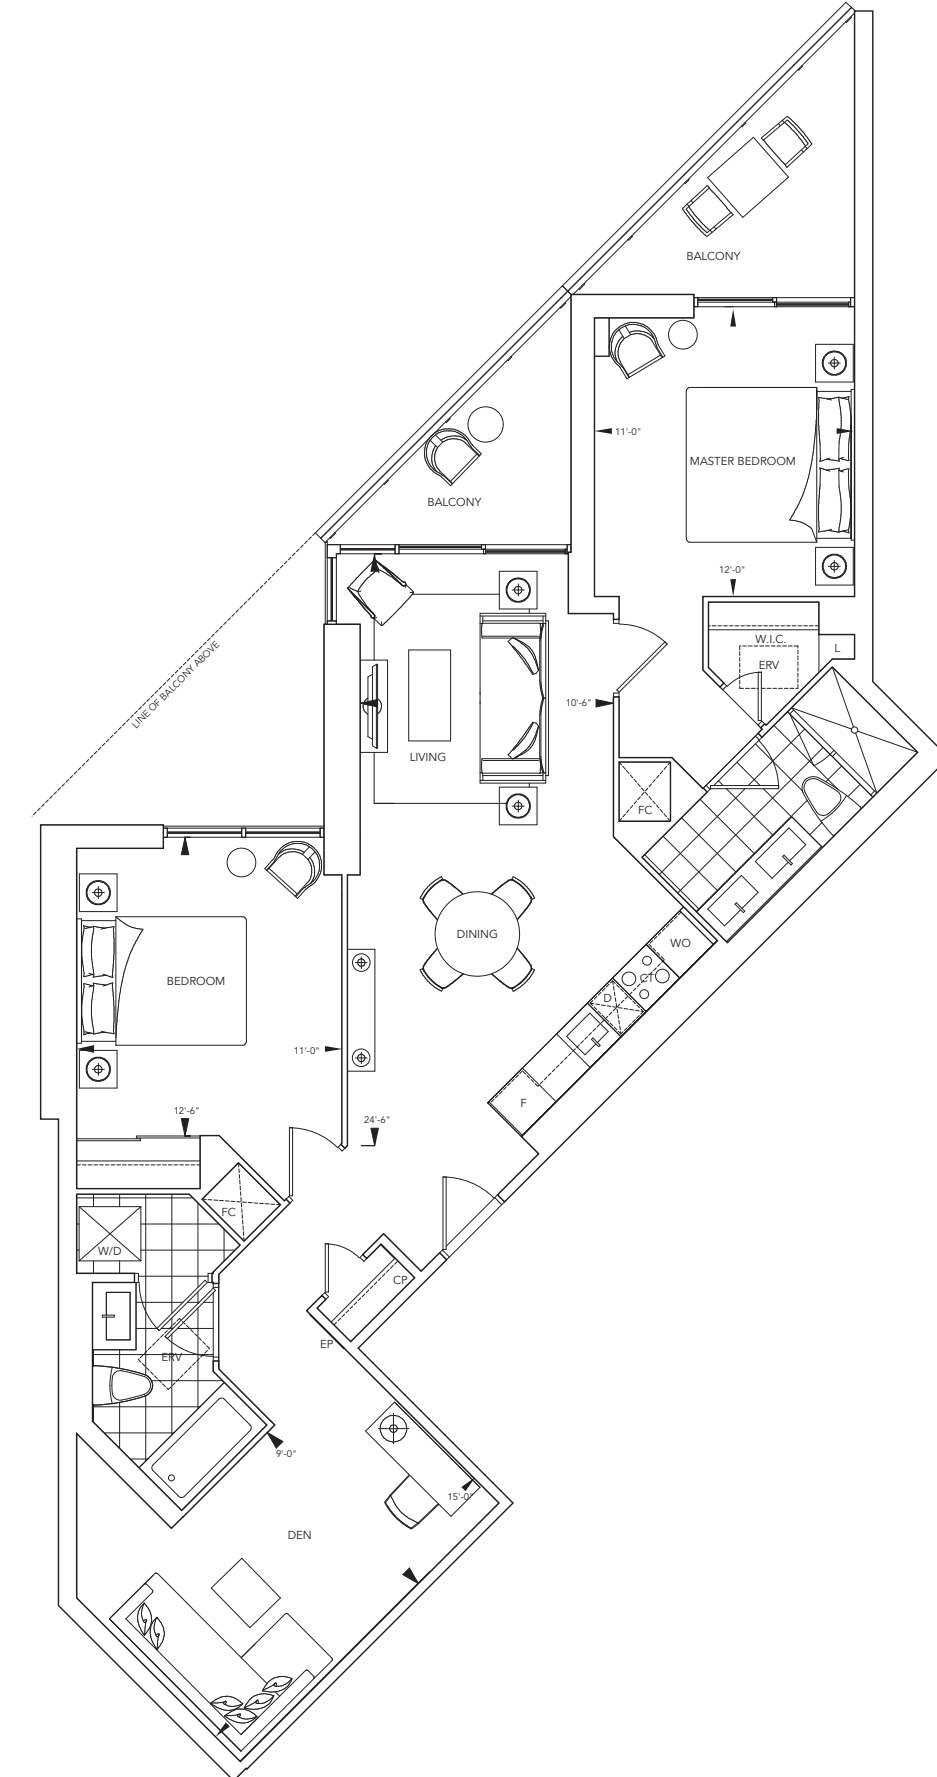 BALCONY
11'-0"
MASTER BEDROOM
BALCONY
12'-0"
W.I.C.
L
ERV
LINE OF BALCONY ABOVE
10'-6"
LIVING
FC
DINING
WO
CT
D
BEDROOM
11'-0"
F
12'-6"
24'-6"
FC
W/D
CP
EP
ERV
9'-0"
15'-0"
DEN